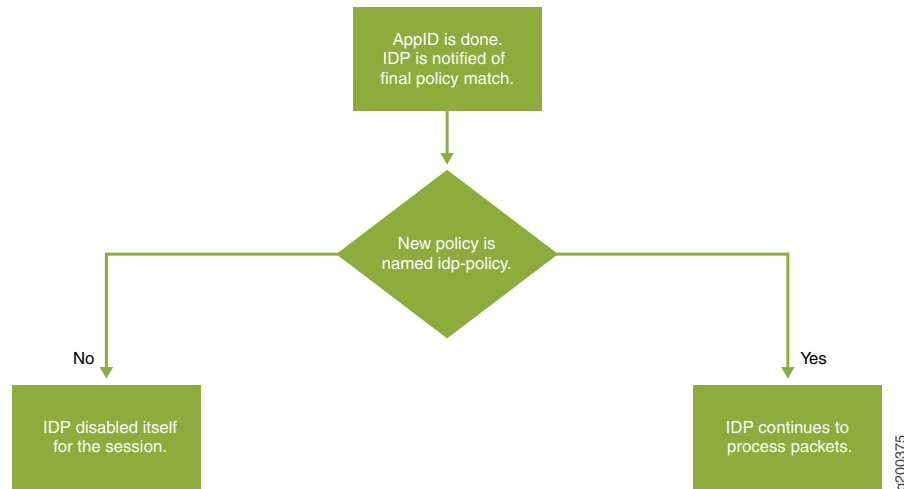 AppID is done.
IDP is notified of
final policy match.
New policy is
named idp-policy.
No
Yes
IDP disabled itself
for the session.
IDP continues to
process packets.
g200375